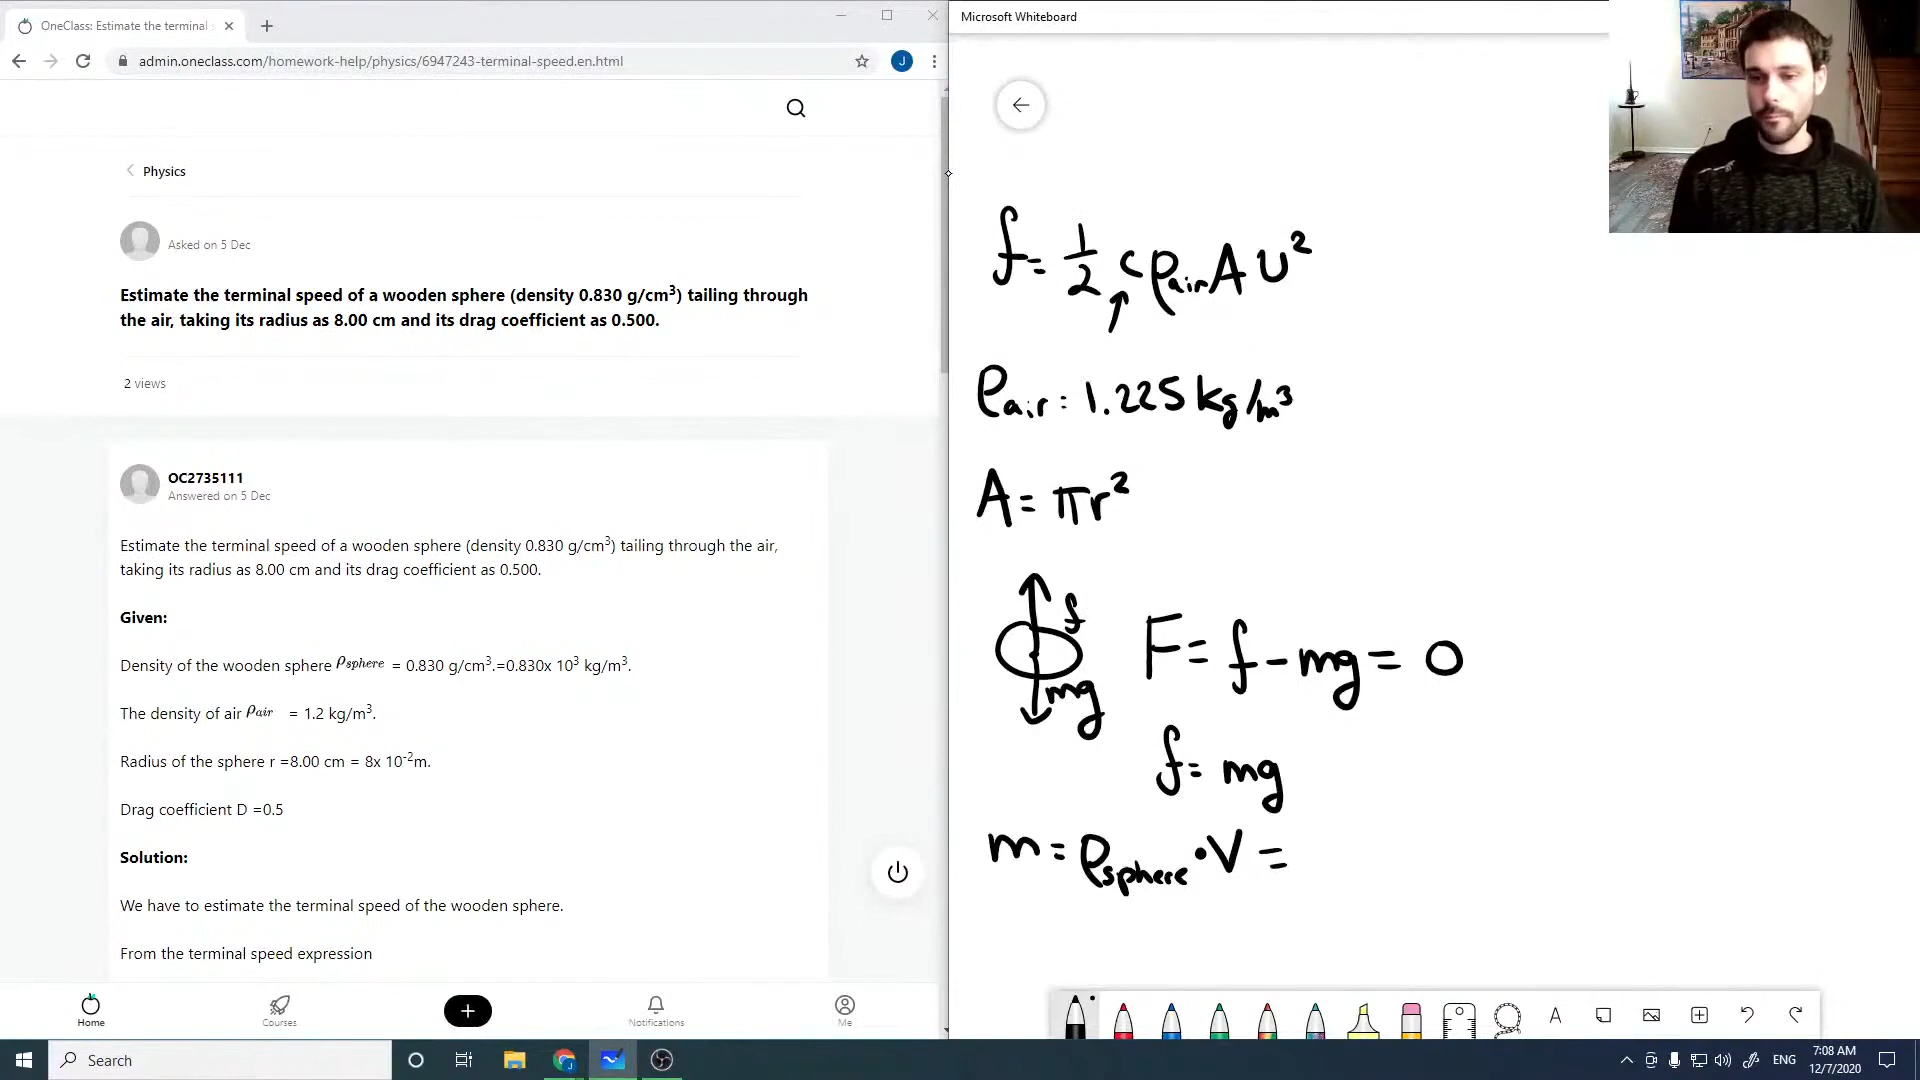 OneClass: Estimate the terminal s
admin.oneclass.com/homework-help/physics/6947243-terminal-speed.en.html
J
Physics
Asked on 5 Dec
Estimate the terminal speed of a wooden sphere (density 0.830 g/cm³) tailing through
the air, taking its radius as 8.00 cm and its drag coefficient as 0.500.
2 views
OC2735111
Answered on 5 Dec
Estimate the terminal speed of a wooden sphere (density 0.830 g/cm³) tailing through the air,
taking its radius as 8.00 cm and its drag coefficient as 0.500.
Given:
Density of the wooden sphere ρsphere = 0.830 g/cm³.=0.830x 10³ kg/m³.
The density of air ρair = 1.2 kg/m³.
Radius of the sphere r =8.00 cm = 8x 10⁻²m.
Drag coefficient D =0.5
Solution:
We have to estimate the terminal speed of the wooden sphere.
From the terminal speed expression
Home
Courses
Notifications
Me
Microsoft Whiteboard
f = 1/2 c ρair A υ²
ρair = 1.225 kg/m³
A = πr²
f
mg
F = f - mg = 0
f = mg
m = ρsphere · V =
Search
ENG
7:08 AM
12/7/2020